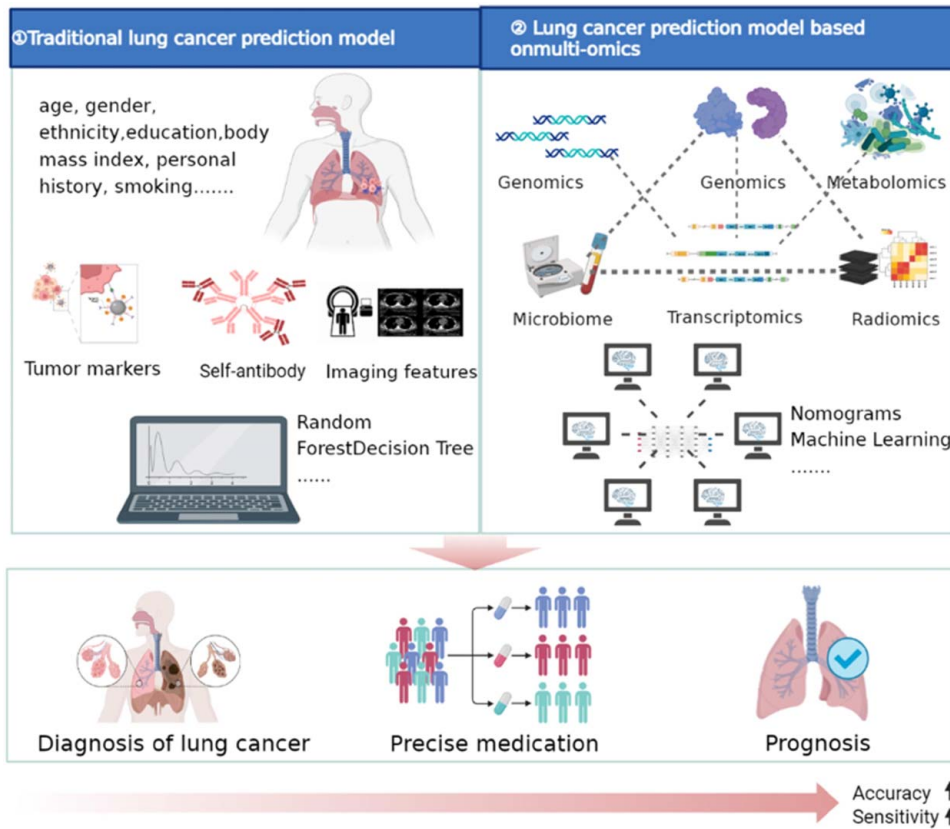 ①Traditional lung cancer prediction model
② Lung cancer prediction model based
onmulti-omics
age, gender,
ethnicity,education,body
mass index, personal
history, smoking.......
Tumor markers
Self-antibody
Imaging features
Random
ForestDecision Tree
......
Genomics
Genomics
Metabolomics
Microbiome
Transcriptomics
Radiomics
Nomograms
Machine Learning
.......
Diagnosis of lung cancer
Precise medication
Prognosis
Accuracy
Sensitivity